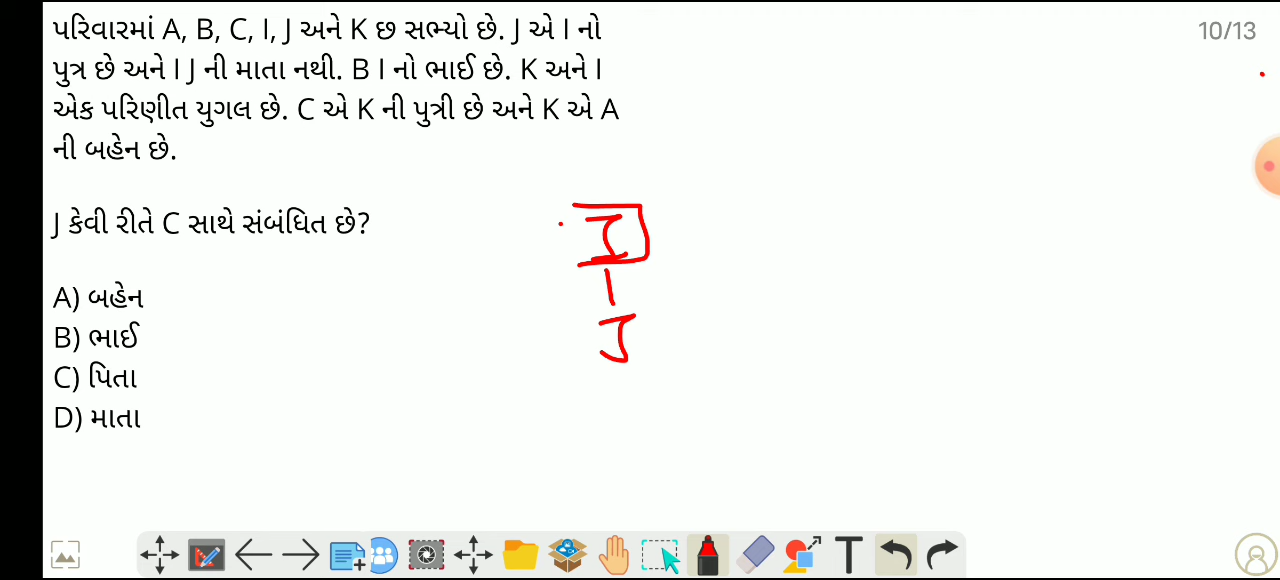 પરિવારમાં A, B, C, I, J અને K છ સભ્યો છે. J એ I નો
પુત્ર છે અને I J ની માતા નથી. B I નો ભાઈ છે. K અને I
એક પરિણીત યુગલ છે. C એ K ની પુત્રી છે અને K એ A
ની બહેન છે.
J કેવી રીતે C સાથે સંબંધિત છે?
A) બહેન
B) ભાઈ
C) પિતા
D) માતા
10/13
I
J
T